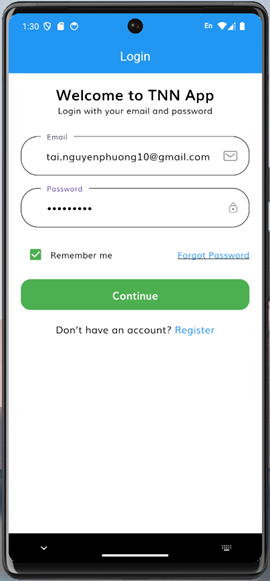 1:30
En
Login
Welcome to TNN App
Login with your email and password
Email
tai.nguyenphuong10@gmail.com
Password
•••••••••
Remember me
Forgot Password
Continue
Don't have an account? Register